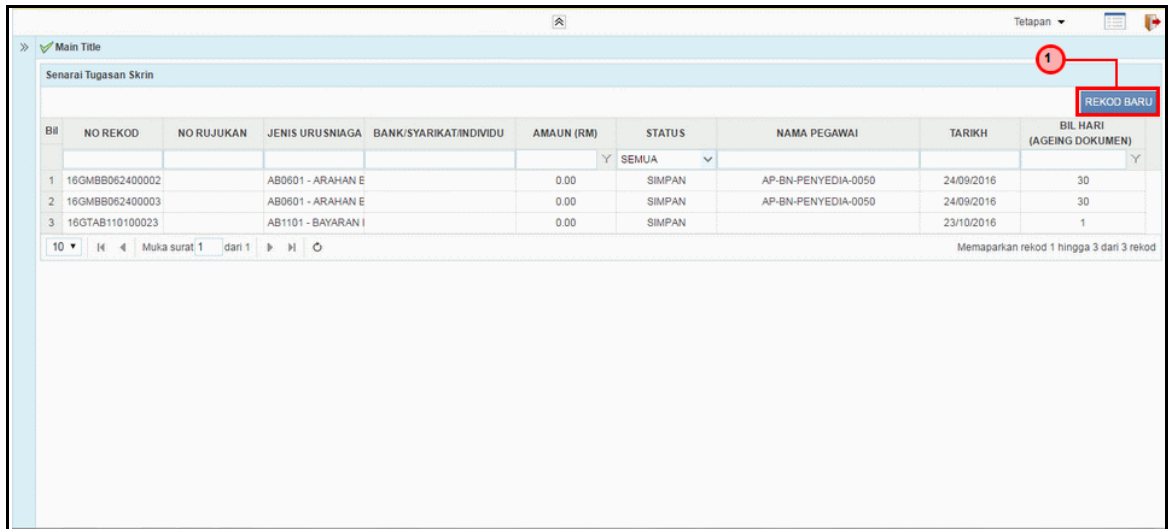 Tetapan
Main Title
1
Senarai Tugasan Skrin
REKOD BARU
Bil NO REKOD NO RUJUKAN JENIS URUSNIAGA BANK/SYARIKAT/INDIVIDU AMAUN (RM) STATUS NAMA PEGAWAI TARIKH BIL HARI
(AGEING DOKUMEN)
SEMUA
1 16GMBB062400002 AB0601 - ARAHAN E 0.00 SIMPAN AP-BN-PENYEDIA-0050 24/09/2016 30
2 16GMBB062400003 AB0601 - ARAHAN E 0.00 SIMPAN AP-BN-PENYEDIA-0050 24/09/2016 30
3 16GTAB110100023 AB1101 - BAYARAN I 0.00 SIMPAN 23/10/2016 1
10 Muka surat 1 dari 1 Memaparkan rekod 1 hingga 3 dari 3 rekod